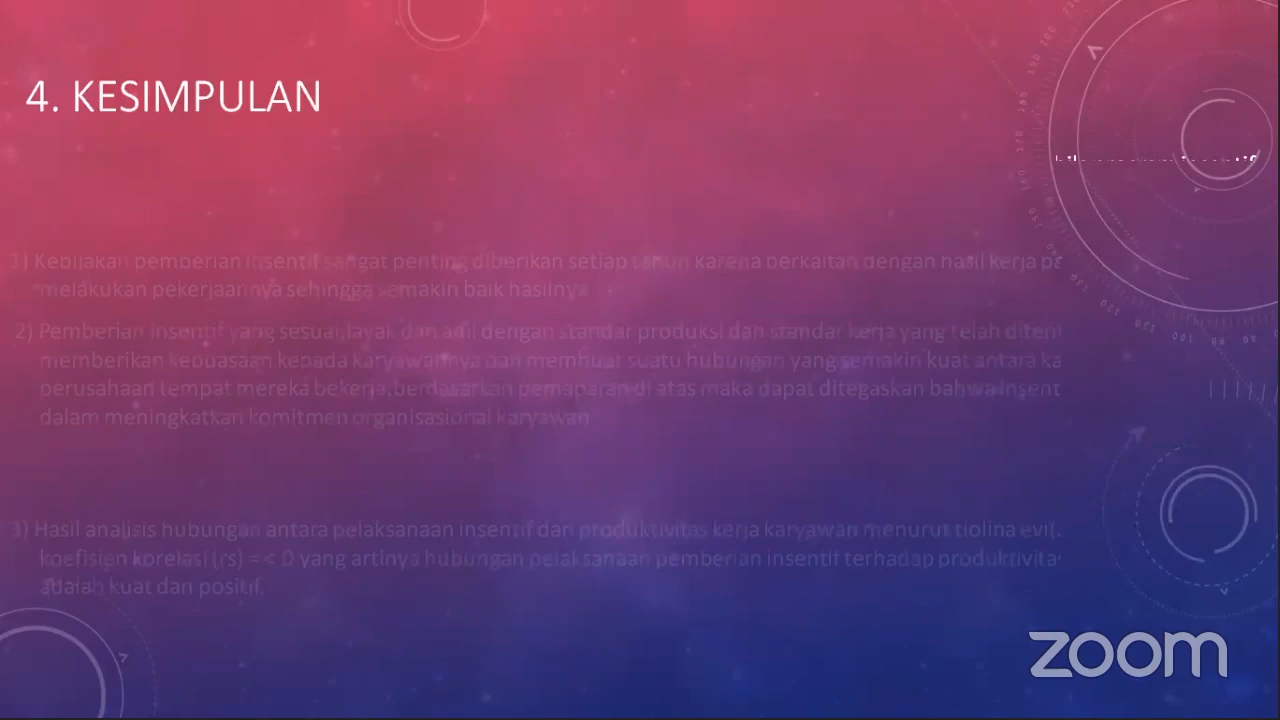 4. KESIMPULAN
1) Kebijakan pemberian insentif sangat penting diberikan setiap tahun karena berkaitan dengan hasil kerja
melakukan pekerjaannya sehingga semakin baik hasilnya
2) Pemberian Insentif yang sesuai,layak dan adil dengan standar produksi dan standar kerja yang telah
memberikan kepuasaan kepada karyawannya dan membuat suatu hubungan yang semakin kuat antara
perusahaan tempat mereka bekerja,berdasarkan pemaparan di atas maka dapat ditegaskan bahwa
dalam meningkatkan komitmen organisasional karyawan
3) Hasil analisis hubungan antara pelaksanaan insentif dan produktivitas kerja karyawan menurut tiolina
koefisien korelasi (rs) =< 0 yang artinya hubungan pelaksanaan pemberian insentif terhadap
adalah kuat dan positif.
zoom